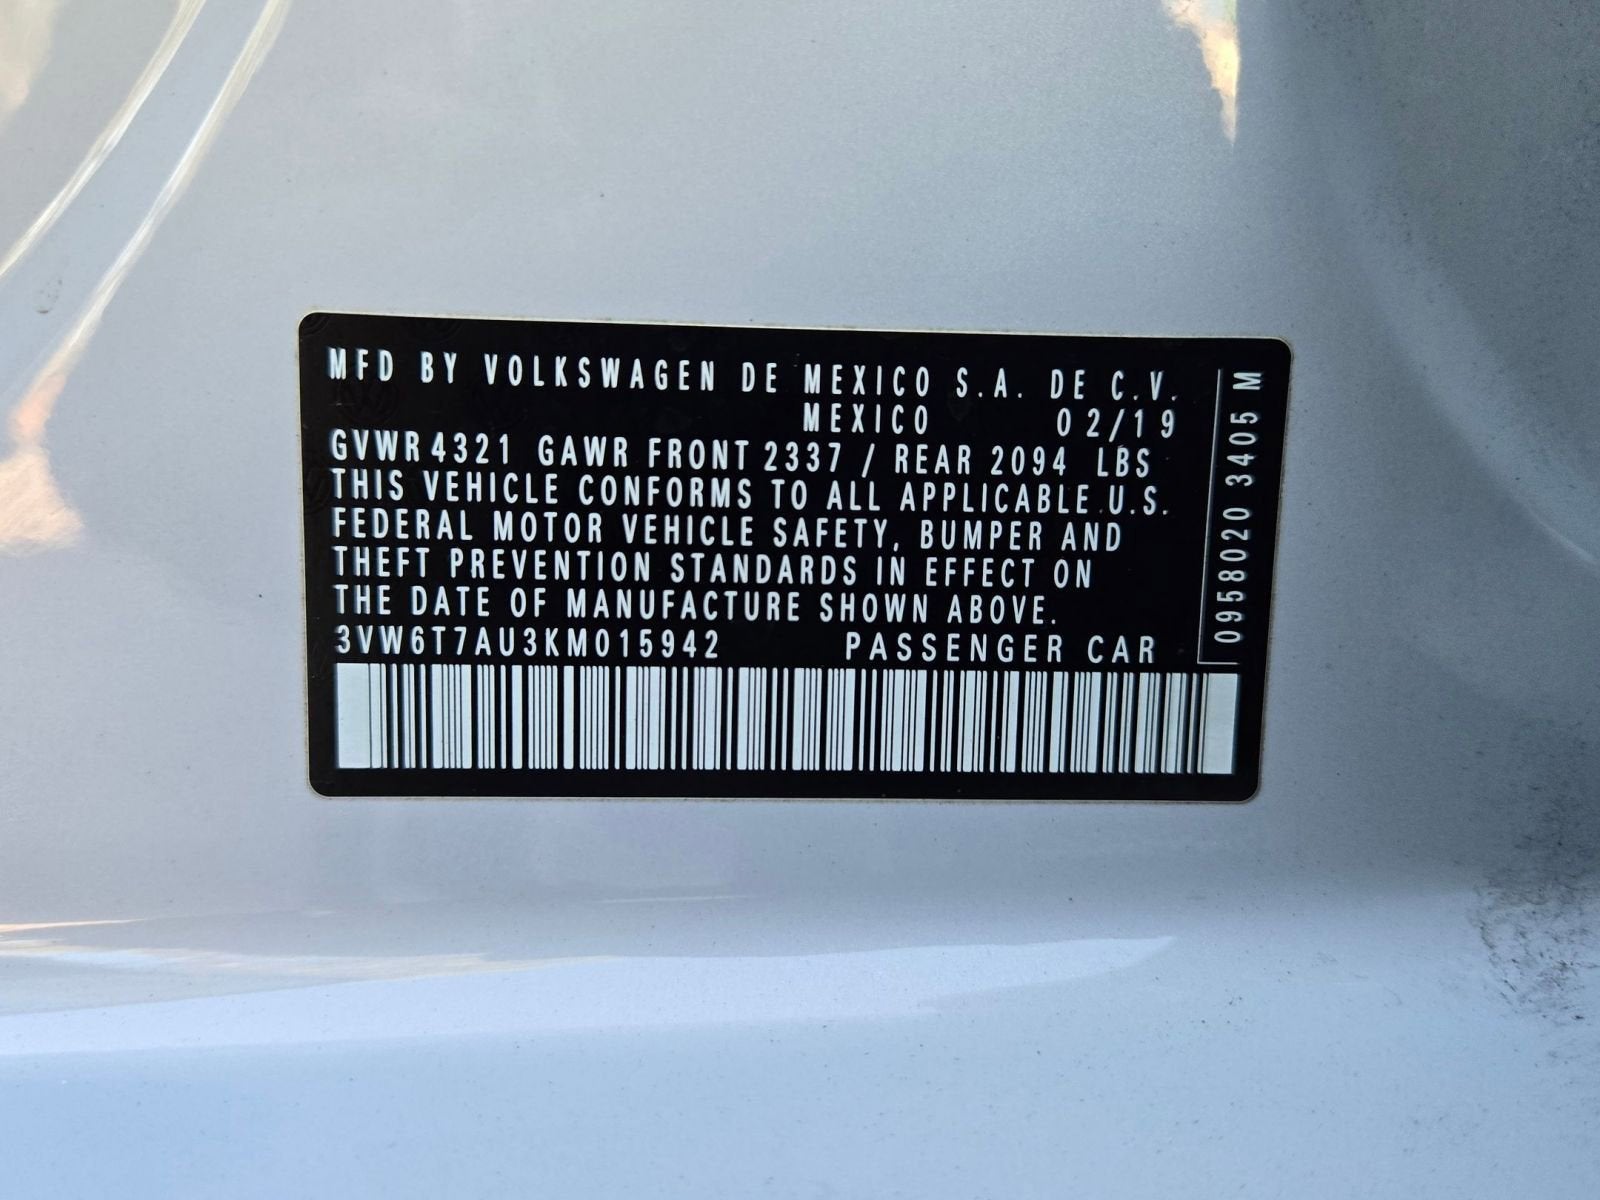 MFD BY VOLKSWAGEN DE MEXICO S.A. DE C.V.
MEXICO 02/19
GVWR 4321 GAWR FRONT 2337 / REAR 2094 LBS
THIS VEHICLE CONFORMS TO ALL APPLICABLE U.S.
FEDERAL MOTOR VEHICLE SAFETY, BUMPER AND
THEFT PREVENTION STANDARDS IN EFFECT ON
THE DATE OF MANUFACTURE SHOWN ABOVE.
3VW6T7AU3KM015942 PASSENGER CAR
0958020 3405 M